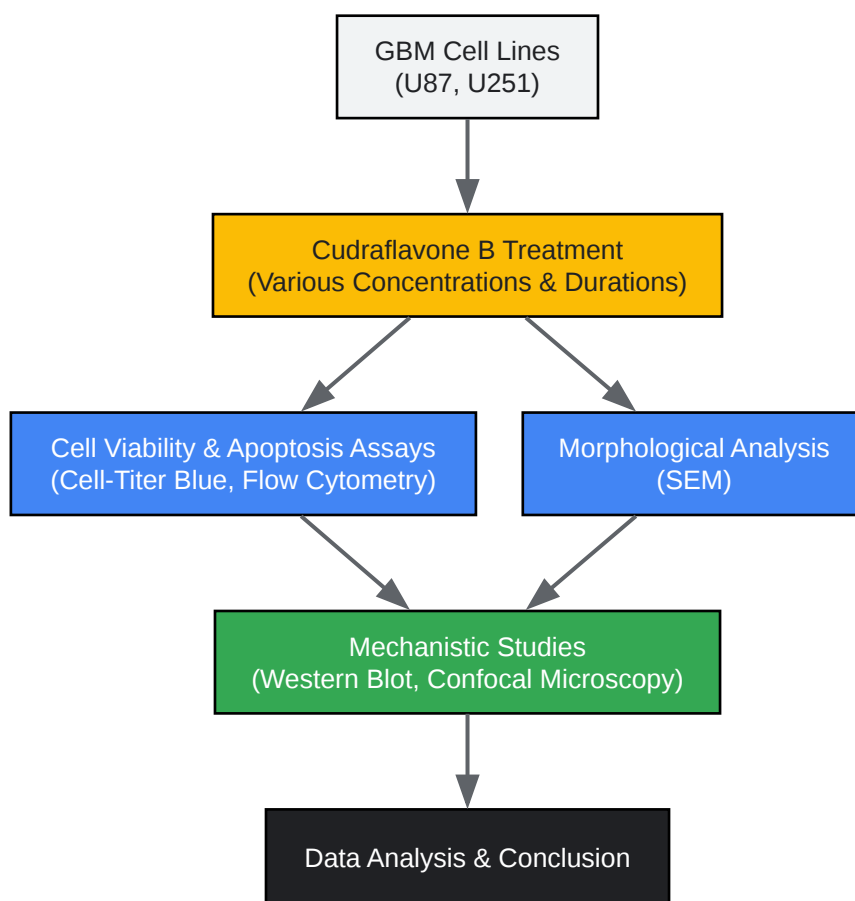 GBM Cell Lines
(U87, U251)
Cudraflavone B Treatment
(Various Concentrations & Durations)
Cell Viability & Apoptosis Assays
(Cell-Titer Blue, Flow Cytometry)
Morphological Analysis
(SEM)
Mechanistic Studies
(Western Blot, Confocal Microscopy)
Data Analysis & Conclusion